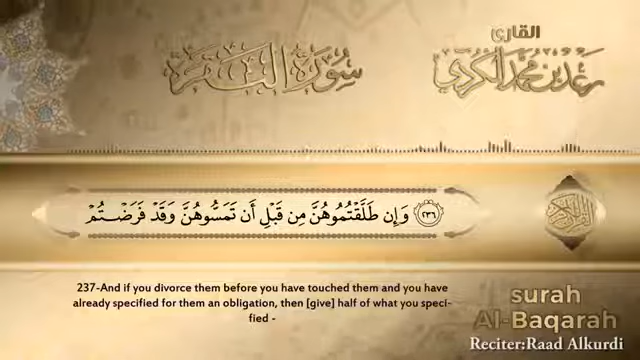 القارئ
سورة البقرة
رعد بن محمد الكردي
٢٣٦ وَإِن طَلَّقْتُمُوهُنَّ مِن قَبْلِ أَن تَمَسُّوهُنَّ وَقَدْ فَرَضْتُمْ
237-And if you divorce them before you have touched them and you have
already specified for them an obligation, then [give] half of what you speci-
fied -
surah
Al-Baqarah
Reciter:Raad Alkurdi